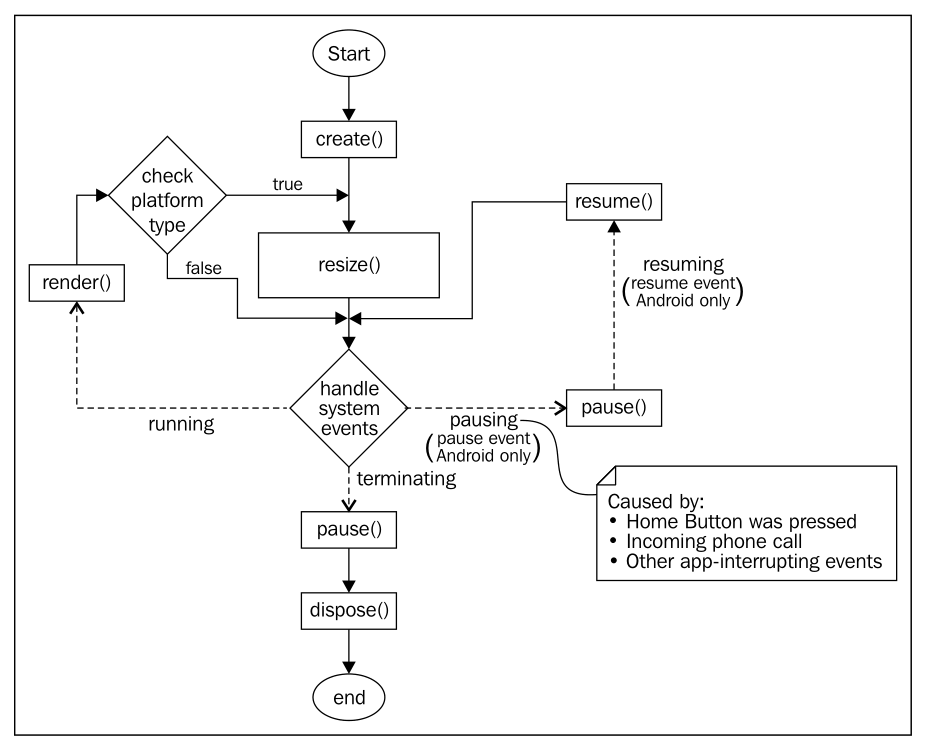 Start
create()
check
platform
type
true
resume()
render()
false
resize()
resuming
(resume event
Android only)
handle
system
events
running
pausing
(pause event
Android only)
pause()
terminating
pause()
Caused by:
• Home Button was pressed
• Incoming phone call
• Other app-interrupting events
dispose()
end